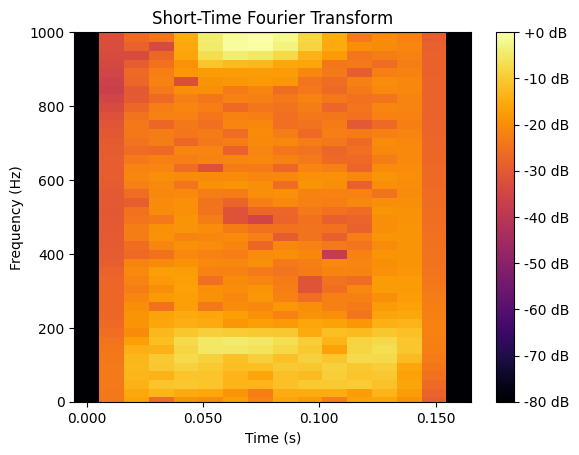 Short-Time Fourier Transform
1000
800
600
400
200
0
Frequency (Hz)
0.000
0.050
0.100
0.150
Time (s)
+0 dB
-10 dB
-20 dB
-30 dB
-40 dB
-50 dB
-60 dB
-70 dB
-80 dB